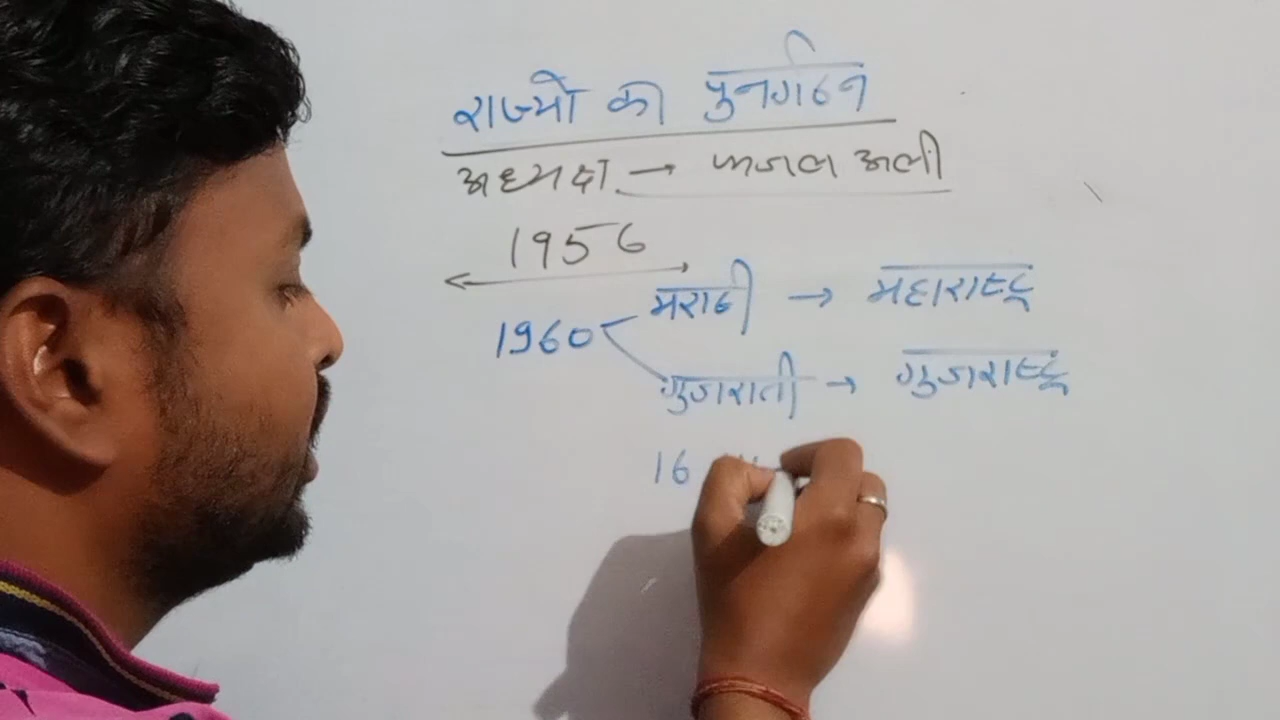 राज्यों का पुनर्गठन
अध्यक्ष → फजल अली
1956
1960 मराठी → महाराष्ट्र
गुजराती → गुजराष्ट्र
16